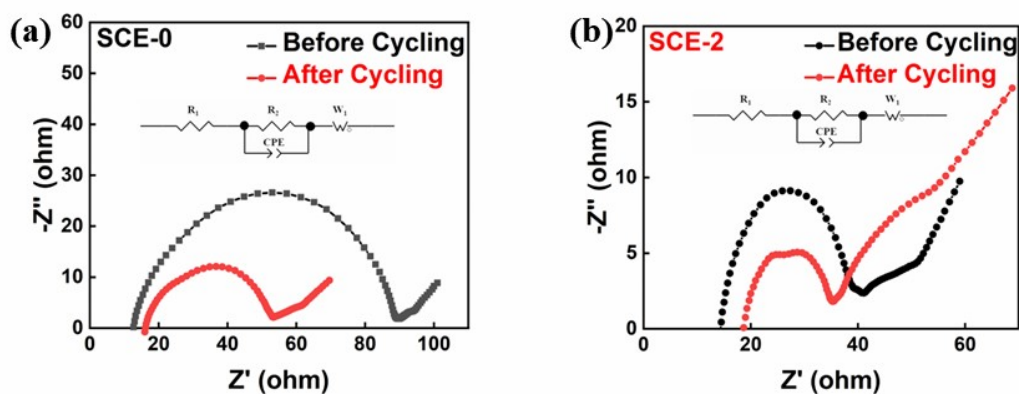 (a)
SCE-0
Before Cycling
After Cycling
R1
R2
W1
CPE
60
50
40
30
20
10
0
0
20
40
60
80
100
-Z" (ohm)
Z' (ohm)
(b)
SCE-2
Before Cycling
After Cycling
R1
R2
W1
CPE
20
15
10
5
0
0
20
40
60
-Z" (ohm)
Z' (ohm)